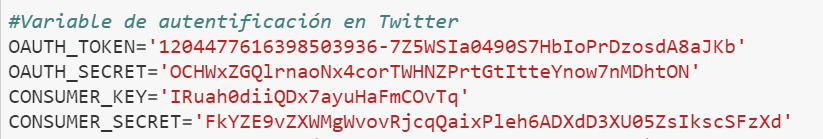 #Variable de autentificación en Twitter
OAUTH_TOKEN='1204477616398503936-7Z5WSIa0490S7HbIoPrDzosdA8aJKb'
OAUTH_SECRET='OCHWxZGQlrnaoNx4corTWHNZPrtGtItteYnow7nMDhtON'
CONSUMER_KEY='IRuah0diiQDx7ayuHaFmCOvTq'
CONSUMER_SECRET='FkYZE9vZXWMgWvovRjcqQaixPleh6ADXdD3XU05ZsIkscSFzXd'